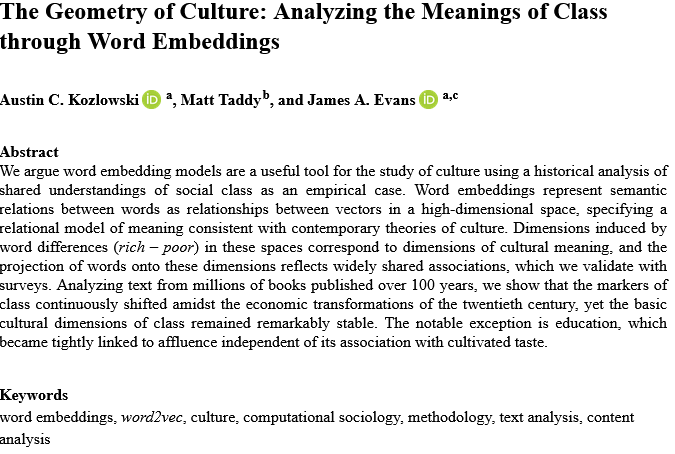 The Geometry of Culture: Analyzing the Meanings of Class
through Word Embeddings
Austin C. Kozlowski iD a, Matt Taddy b, and James A. Evans iD a,c
Abstract
We argue word embedding models are a useful tool for the study of culture using a historical analysis of
shared understandings of social class as an empirical case. Word embeddings represent semantic
relations between words as relationships between vectors in a high-dimensional space, specifying a
relational model of meaning consistent with contemporary theories of culture. Dimensions induced by
word differences (rich – poor) in these spaces correspond to dimensions of cultural meaning, and the
projection of words onto these dimensions reflects widely shared associations, which we validate with
surveys. Analyzing text from millions of books published over 100 years, we show that the markers of
class continuously shifted amidst the economic transformations of the twentieth century, yet the basic
cultural dimensions of class remained remarkably stable. The notable exception is education, which
became tightly linked to affluence independent of its association with cultivated taste.
Keywords
word embeddings, word2vec, culture, computational sociology, methodology, text analysis, content
analysis